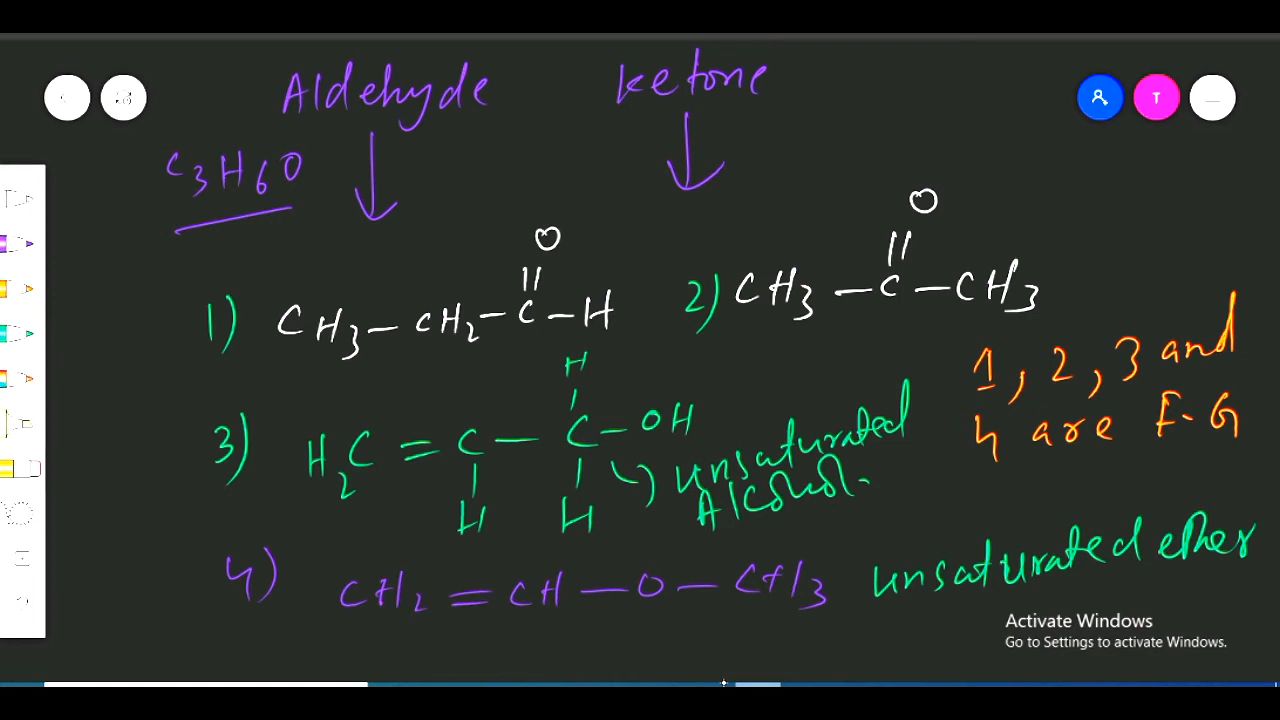 Aldehyde ketone
C3H6O
T
O
O
1) CH3—CH2—C—H
2) CH3—C—CH3
1, 2, 3 and
4 are F-G
H
3) H2C=C—C—OH
H H
unsaturated
Alcohol.
4) CH2=CH—O—CH3
unsaturated ether
Activate Windows
Go to Settings to activate Windows.